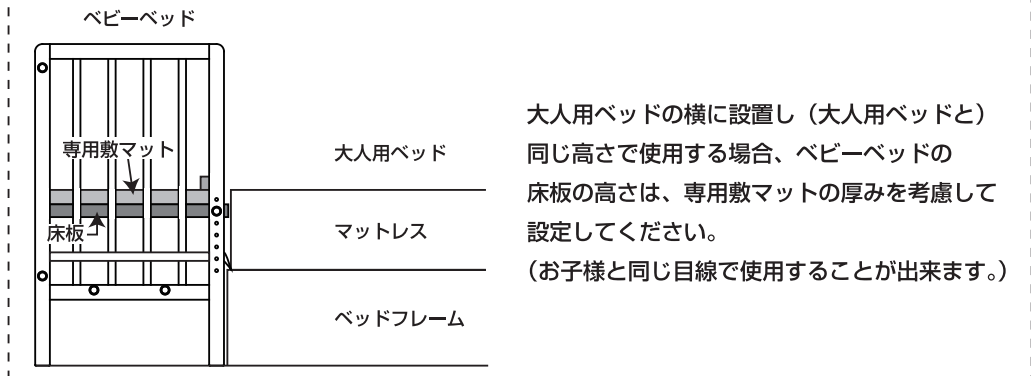 ベビーベッド
専用敷マット
床板
大人用ベッド
マットレス
ベッドフレーム
大人用ベッドの横に設置し（大人用ベッドと）
同じ高さで使用する場合、ベビーベッドの
床板の高さは、専用敷マットの厚みを考慮して
設定してください。
（お子様と同じ目線で使用することが出来ます。）